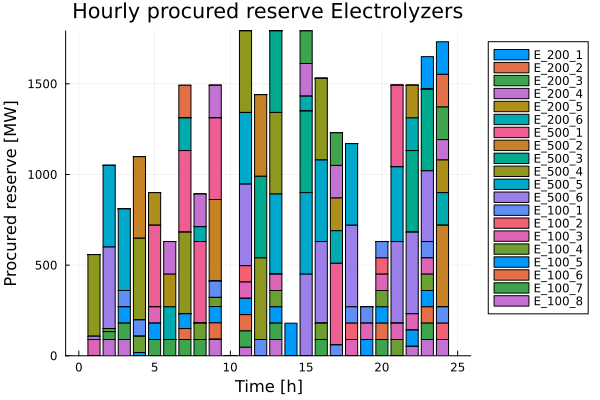 Hourly procured reserve Electrolyzers
Procured reserve [MW]
1500
1000
500
0
0 5 10 15 20 25
Time [h]
E_200_1
E_200_2
E_200_3
E_200_4
E_200_5
E_200_6
E_500_1
E_500_2
E_500_3
E_500_4
E_500_5
E_500_6
E_100_1
E_100_2
E_100_3
E_100_4
E_100_5
E_100_6
E_100_7
E_100_8